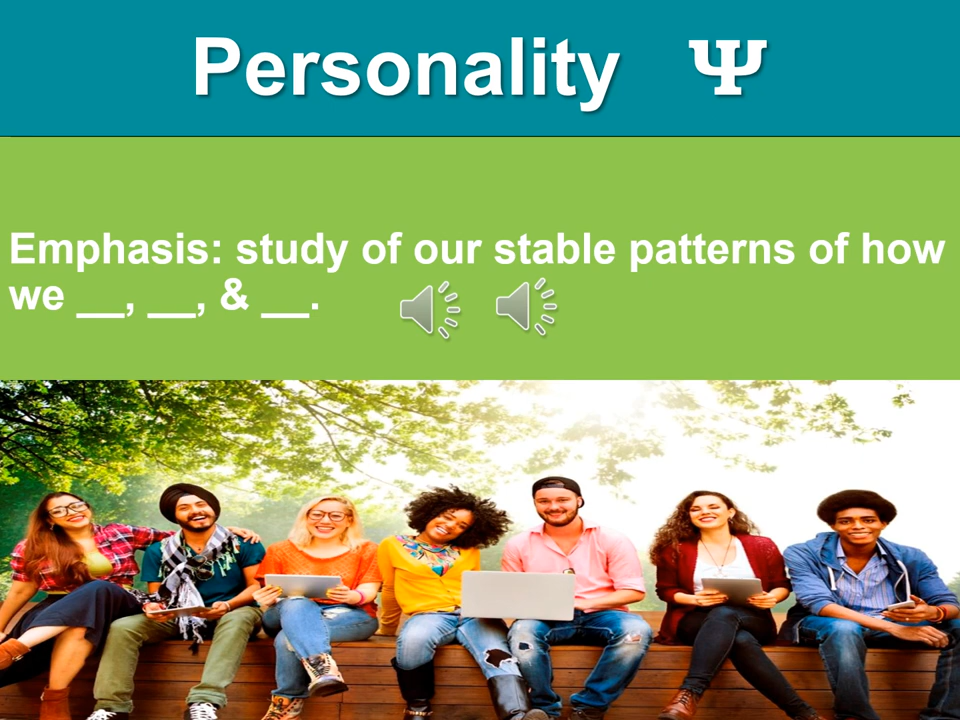 Personality Ψ
Emphasis: study of our stable patterns of how
we __, __, & __.